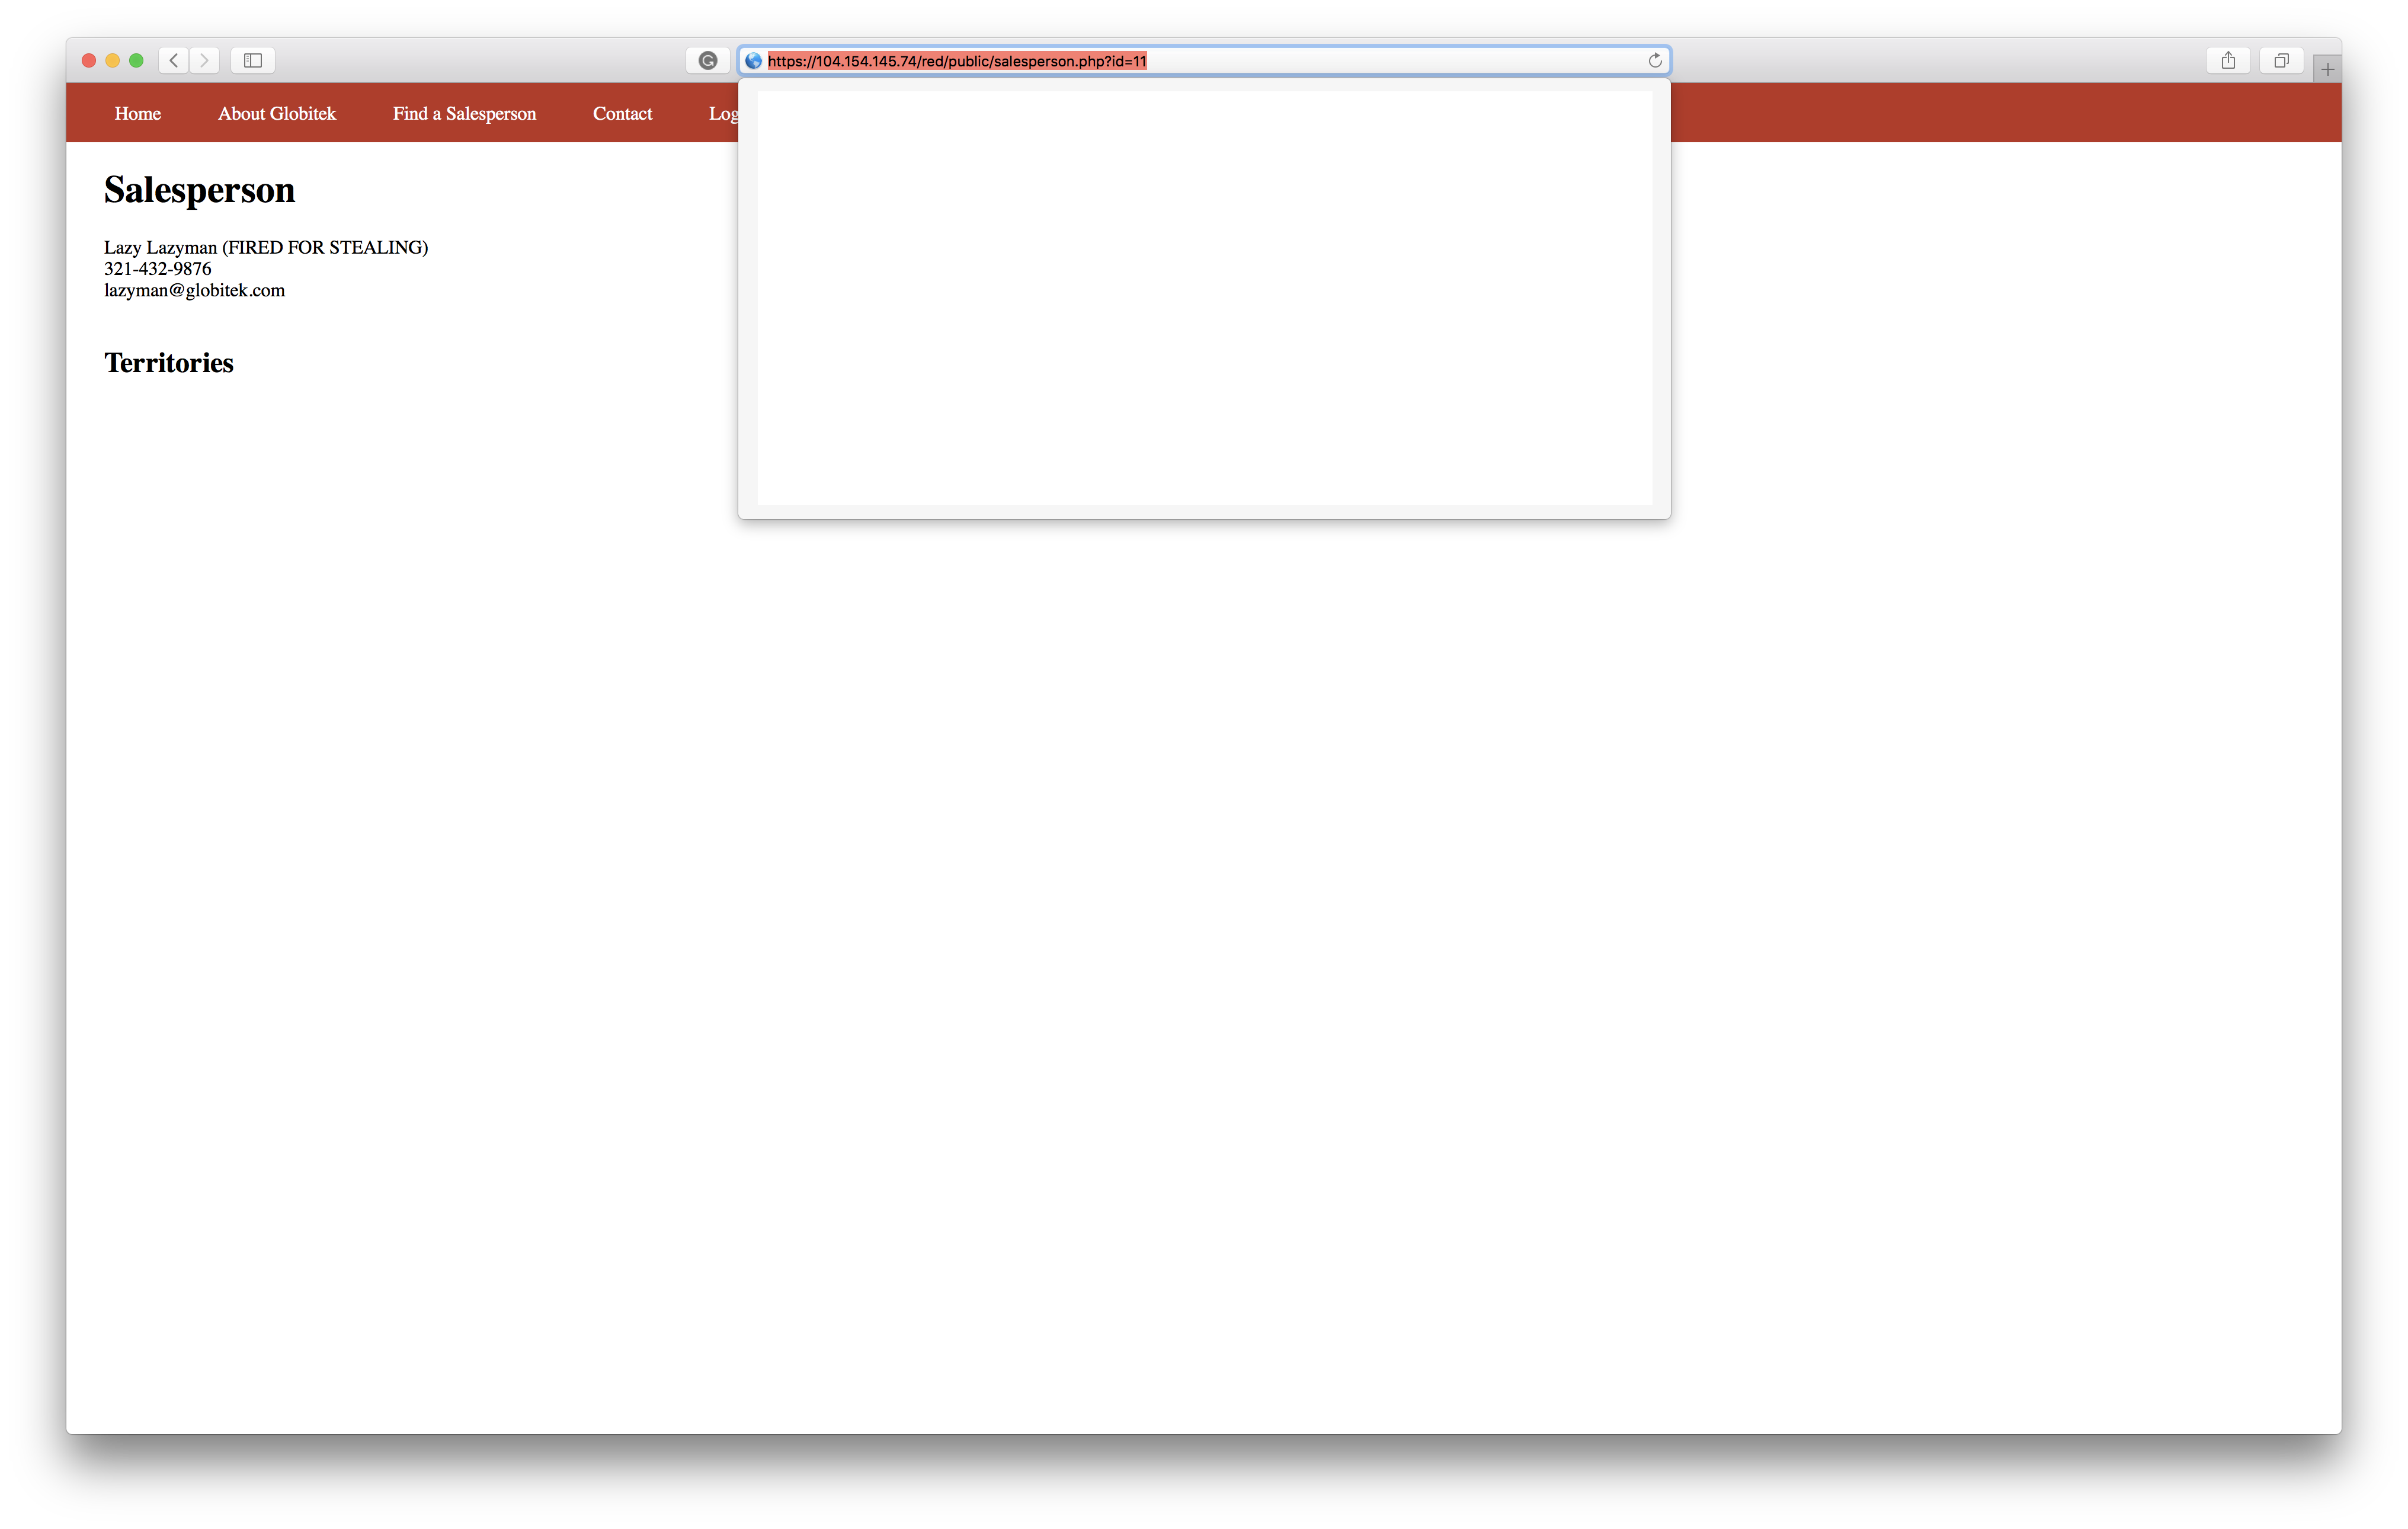 https://104.154.145.74/red/public/salesperson.php?id=11
Home About Globitek Find a Salesperson Contact Log
Salesperson
Lazy Lazyman (FIRED FOR STEALING)
321-432-9876
lazyman@globitek.com
Territories